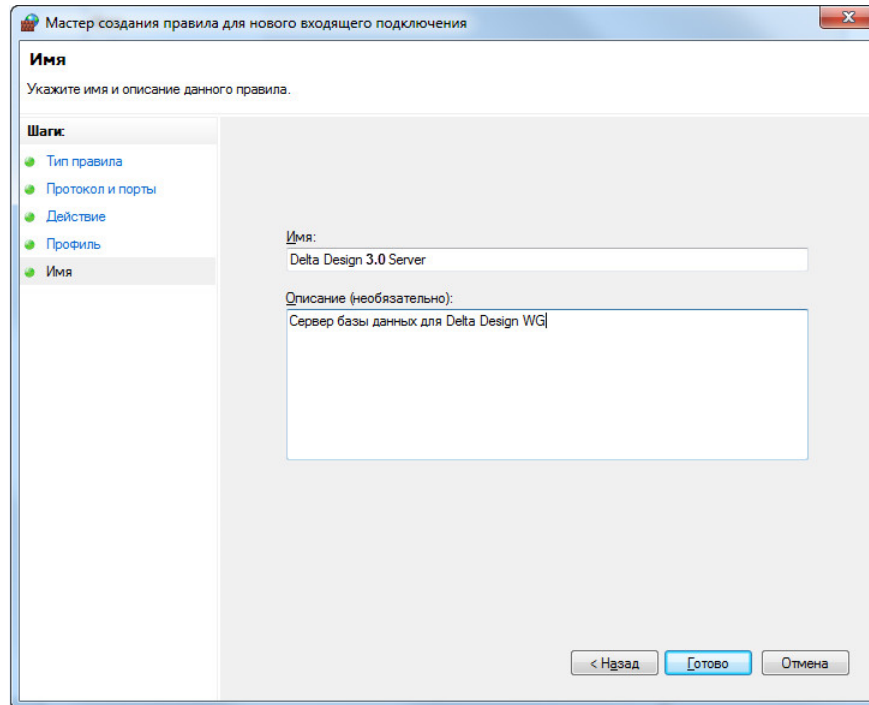 Мастер создания правила для нового входящего подключения
Имя
Укажите имя и описание данного правила.
Шаги:
Тип правила
Протокол и порты
Действие
Профиль
Имя
Имя:
Delta Design 3.0 Server
Описание (необязательно):
Сервер базы данных для Delta Design WG
< Назад Готово Отмена